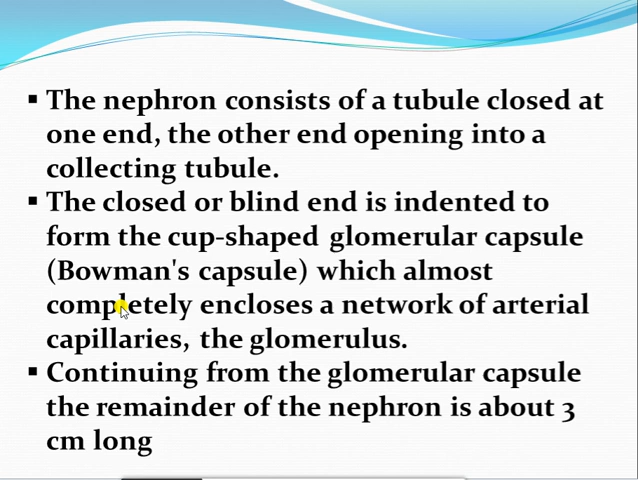 ▪ The nephron consists of a tubule closed at
one end, the other end opening into a
collecting tubule.
▪ The closed or blind end is indented to
form the cup-shaped glomerular capsule
(Bowman's capsule) which almost
completely encloses a network of arterial
capillaries, the glomerulus.
▪ Continuing from the glomerular capsule
the remainder of the nephron is about 3
cm long